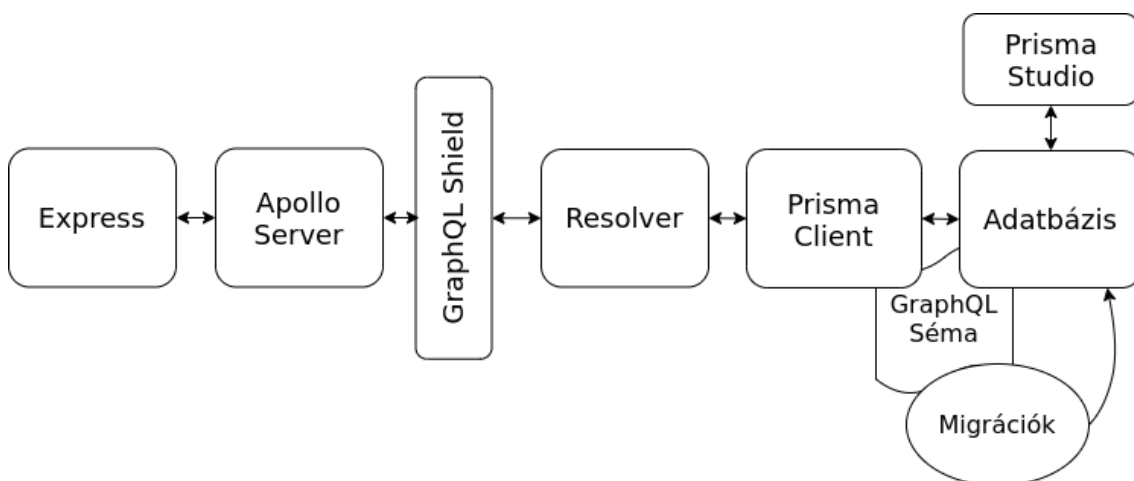 Prisma
Studio
Express
Apollo
Server
GraphQL Shield
Resolver
Prisma
Client
Adatbázis
GraphQL
Séma
Migrációk